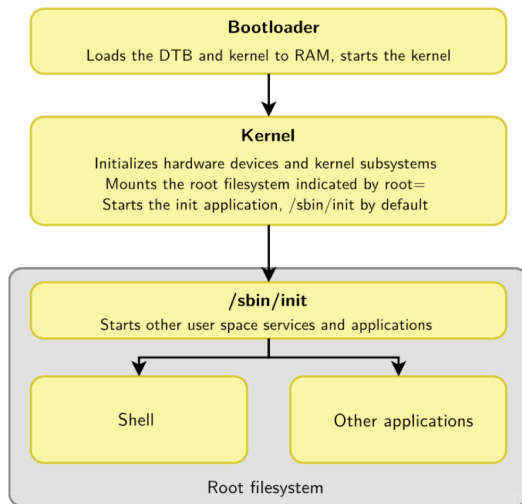 Bootloader
Loads the DTB and kernel to RAM, starts the kernel
Kernel
Initializes hardware devices and kernel subsystems
Mounts the root filesystem indicated by root=
Starts the init application, /sbin/init by default
/sbin/init
Starts other user space services and applications
Shell
Other applications
Root filesystem